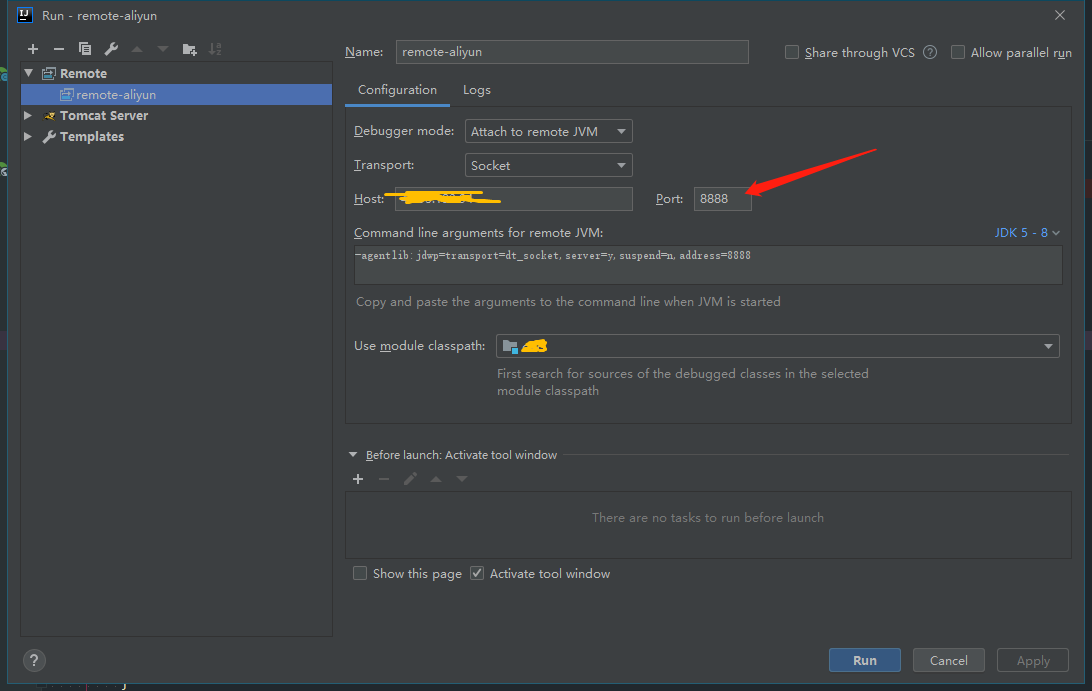 Run - remote-aliyun
Name: remote-aliyun
Share through VCS
Allow parallel run
Remote
remote-aliyun
Tomcat Server
Templates
Configuration
Logs
Debugger mode: Attach to remote JVM
Transport: Socket
Host:
Port: 8888
Command line arguments for remote JVM:
JDK 5 - 8
-agentlib:jdwp=transport=dt_socket,server=y,suspend=n,address=8888
Copy and paste the arguments to the command line when JVM is started
Use module classpath:
First search for sources of the debugged classes in the selected
module classpath
Before launch: Activate tool window
There are no tasks to run before launch
Show this page
Activate tool window
?
Run
Cancel
Apply